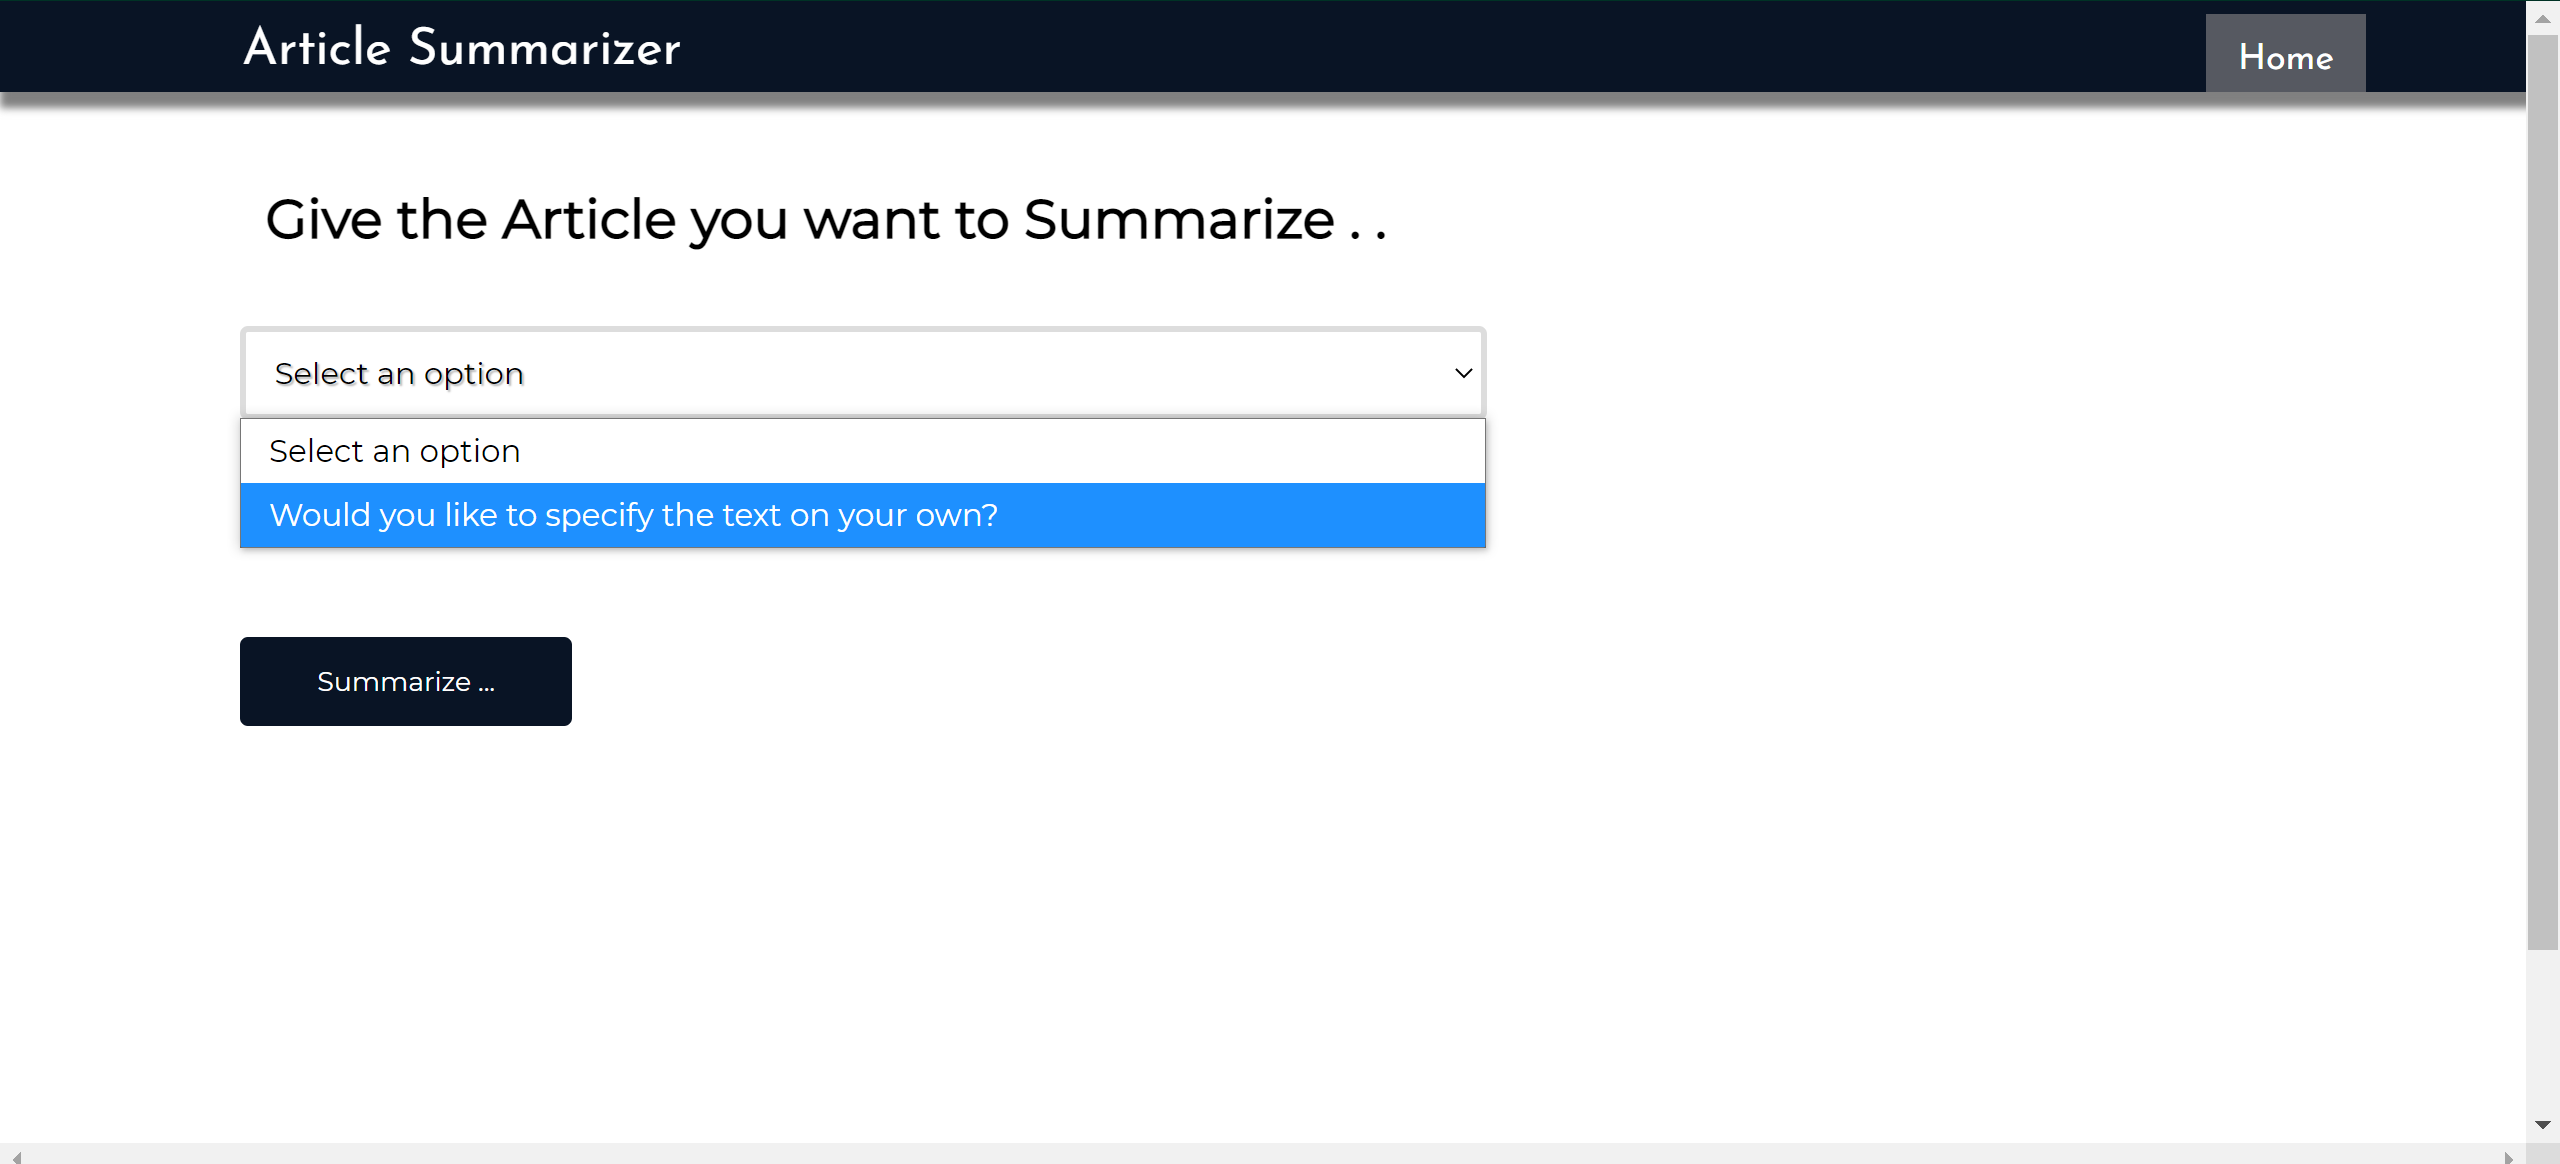 Article Summarizer
Home
Give the Article you want to Summarize . .
Select an option
Select an option
Would you like to specify the text on your own?
Summarize ...